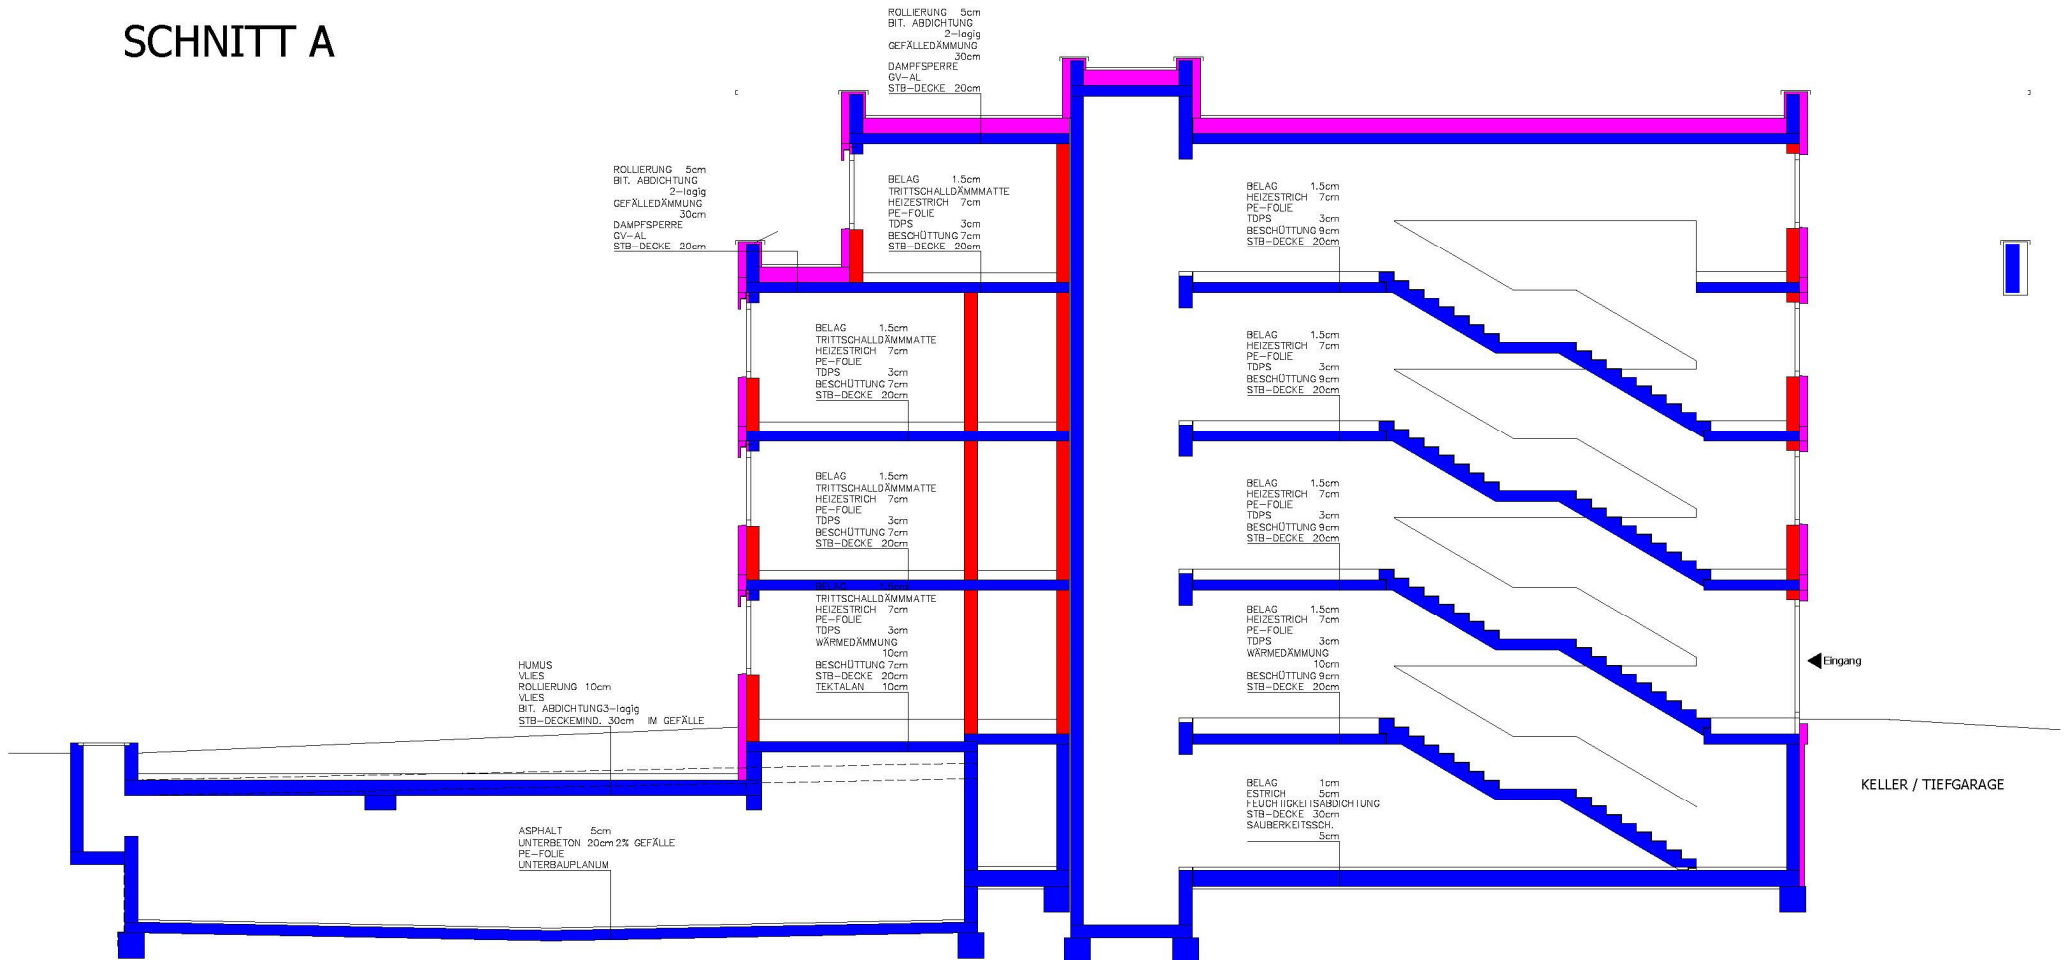 SCHNITT A
ROLLIERUNG 5cm
BIT. ABDICHTUNG
2-lagig
GEFÄLLEDÄMMUNG
30cm
DAMPFSPERRE
GV-AL
STB-DECKE 20cm
ROLLIERUNG 5cm
BIT. ABDICHTUNG
2-lagig
GEFÄLLEDÄMMUNG
30cm
DAMPFSPERRE
GV-AL
STB-DECKE 20cm
BELAG 1.5cm
TRITTSCHALLDÄMMMATTE
HEIZESTRICH 7cm
PE-FOLIE
TDPS 3cm
BESCHÜTTUNG 7cm
STB-DECKE 20cm
BELAG 1.5cm
HEIZESTRICH 7cm
PE-FOLIE
TDPS 3cm
BESCHÜTTUNG 9cm
STB-DECKE 20cm
BELAG 1.5cm
TRITTSCHALLDÄMMMATTE
HEIZESTRICH 7cm
PE-FOLIE
TDPS 3cm
BESCHÜTTUNG 7cm
STB-DECKE 20cm
BELAG 1.5cm
HEIZESTRICH 7cm
PE-FOLIE
TDPS 3cm
BESCHÜTTUNG 9cm
STB-DECKE 20cm
BELAG 1.5cm
TRITTSCHALLDÄMMMATTE
HEIZESTRICH 7cm
PE-FOLIE
TDPS 3cm
BESCHÜTTUNG 7cm
STB-DECKE 20cm
BELAG 1.5cm
HEIZESTRICH 7cm
PE-FOLIE
TDPS 3cm
BESCHÜTTUNG 9cm
STB-DECKE 20cm
BELAG 1.5cm
TRITTSCHALLDÄMMMATTE
HEIZESTRICH 7cm
PE-FOLIE
TDPS 3cm
WÄRMEDÄMMUNG
10cm
BESCHÜTTUNG 7cm
STB-DECKE 20cm
TEKTALAN 10cm
BELAG 1.5cm
HEIZESTRICH 7cm
PE-FOLIE
TDPS 3cm
WÄRMEDÄMMUNG
10cm
BESCHÜTTUNG 9cm
STB-DECKE 20cm
Eingang
HUMUS
VLIES
ROLLIERUNG 10cm
VLIES
BIT. ABDICHTUNG3-lagig
STB-DECKEMIND. 30cm IM GEFÄLLE
KELLER / TIEFGARAGE
BELAG 1cm
ESTRICH 5cm
FEUCHTIGKEITSABDICHTUNG
STB-DECKE 30cm
SAUBERKEITSSCH.
5cm
ASPHALT 5cm
UNTERBETON 20cm 2% GEFÄLLE
PE-FOLIE
UNTERBAUPLANUM